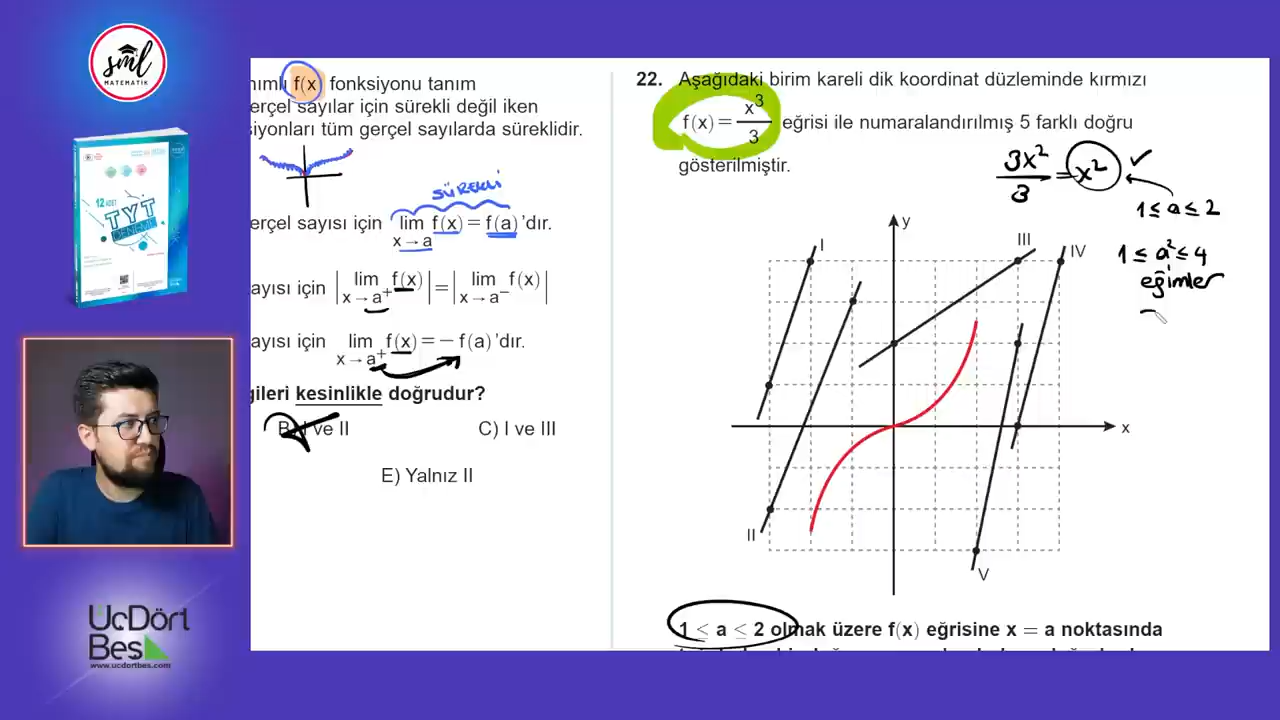 sml
MATEMATİK
12 ADET
TYT
DENEME
UcDört
Bes
www.ucdortbes.com
nımlı f(x) fonksiyonu tanım
erçel sayılar için sürekli değil iken
siyonları tüm gerçel sayılarda süreklidir.
SÜREKLİ
erçel sayısı için lim f(x) = f(a) 'dır.
x → a
ayısı için | lim f(x) | = | lim f(x) |
x → a+ x → a−
ayısı için lim f(x) = − f(a) 'dır.
x → a+
gileri kesinlikle doğrudur?
B) I ve II C) I ve III
E) Yalnız II
22. Aşağıdaki birim kareli dik koordinat düzleminde kırmızı
f(x) = x³/3 eğrisi ile numaralandırılmış 5 farklı doğru
gösterilmiştir.
3x²/3 = x² ✓
1 ≤ a ≤ 2
1 ≤ a² ≤ 4
eğimler
y
I
III
IV
x
II
V
1 ≤ a ≤ 2 olmak üzere f(x) eğrisine x = a noktasında